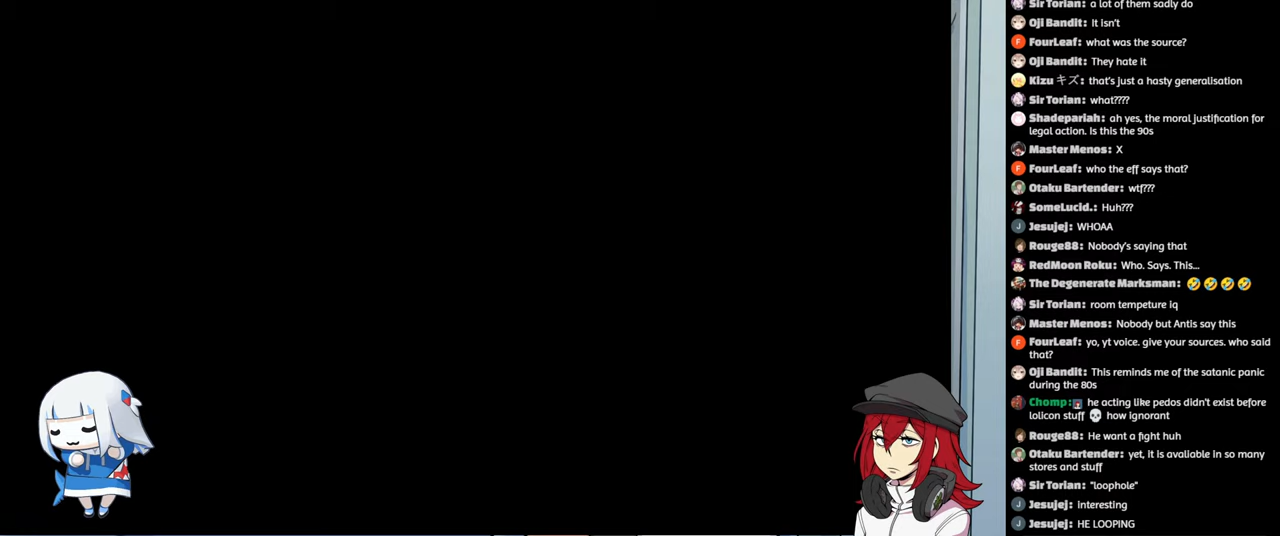 Sir Torian: a lot of them sadly do
Oji Bandit: It isn't
FourLeaf: what was the source?
Oji Bandit: They hate it
Kizu キズ: that's just a hasty generalisation
Sir Torian: what????
Shadepariah: ah yes, the moral justification for
legal action. Is this the 90s
Master Menos: X
FourLeaf: who the eff says that?
Otaku Bartender: wtf???
SomeLucid.: Huh???
Jesujej: WHOAA
Rouge88: Nobody's saying that
RedMoon Roku: Who. Says. This...
The Degenerate Marksman: 🤣🤣🤣🤣
Sir Torian: room tempeture iq
Master Menos: Nobody but Antis say this
FourLeaf: yo, yt voice. give your sources. who said
that?
Oji Bandit: This reminds me of the satanic panic
during the 80s
Chomp: he acting like pedos didn't exist before
lolicon stuff 💀 how ignorant
Rouge88: He want a fight huh
Otaku Bartender: yet, it is avaliable in so many
stores and stuff
Sir Torian: "loophole"
Jesujej: interesting
Jesujej: HE LOOPING